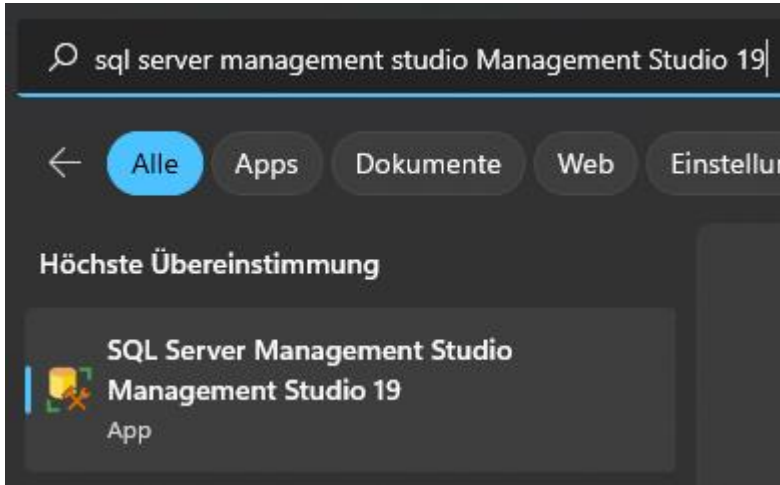 sql server management studio Management Studio 19
Alle Apps Dokumente Web Einstellu
Höchste Übereinstimmung
SQL Server Management Studio
Management Studio 19
App